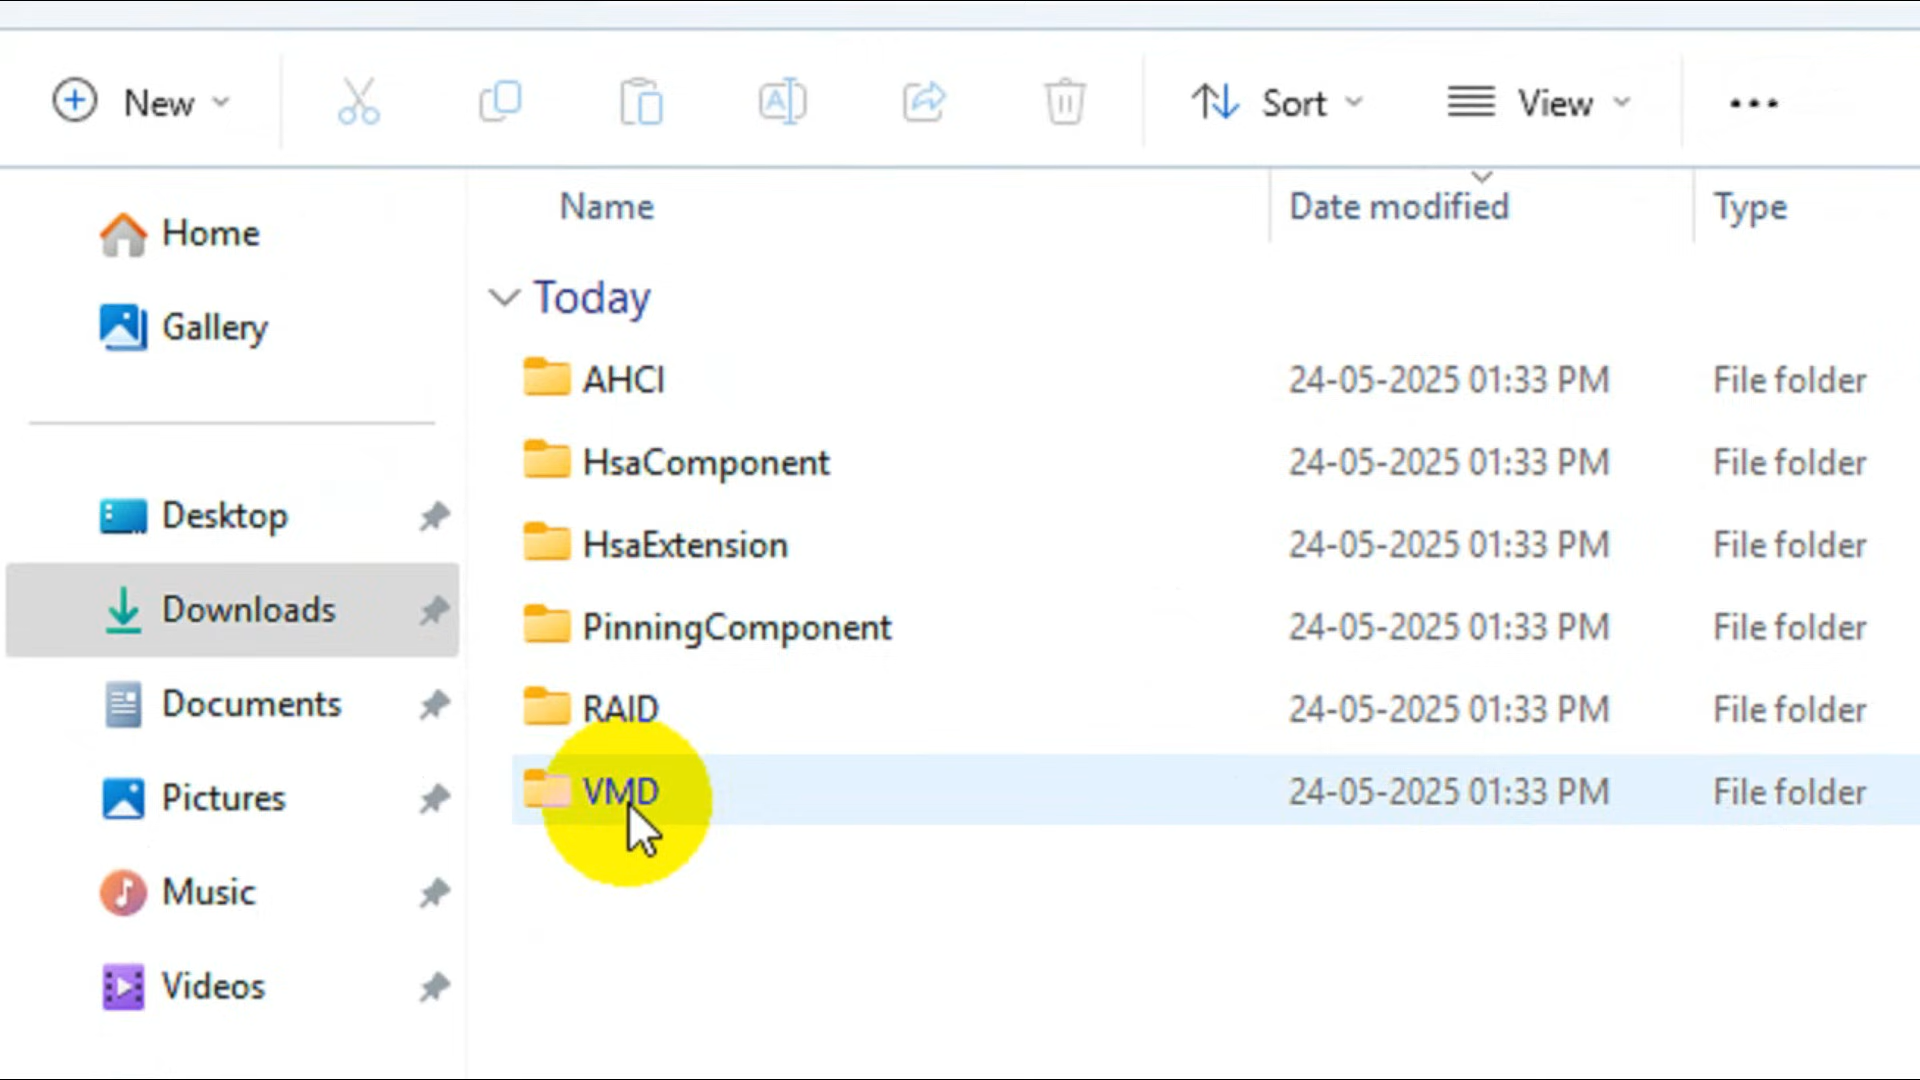 New Sort View
Name Date modified Type
Home
Gallery
Desktop
Downloads
Documents
Pictures
Music
Videos
Today
AHCI 24-05-2025 01:33 PM File folder
HsaComponent 24-05-2025 01:33 PM File folder
HsaExtension 24-05-2025 01:33 PM File folder
PinningComponent 24-05-2025 01:33 PM File folder
RAID 24-05-2025 01:33 PM File folder
VMD 24-05-2025 01:33 PM File folder